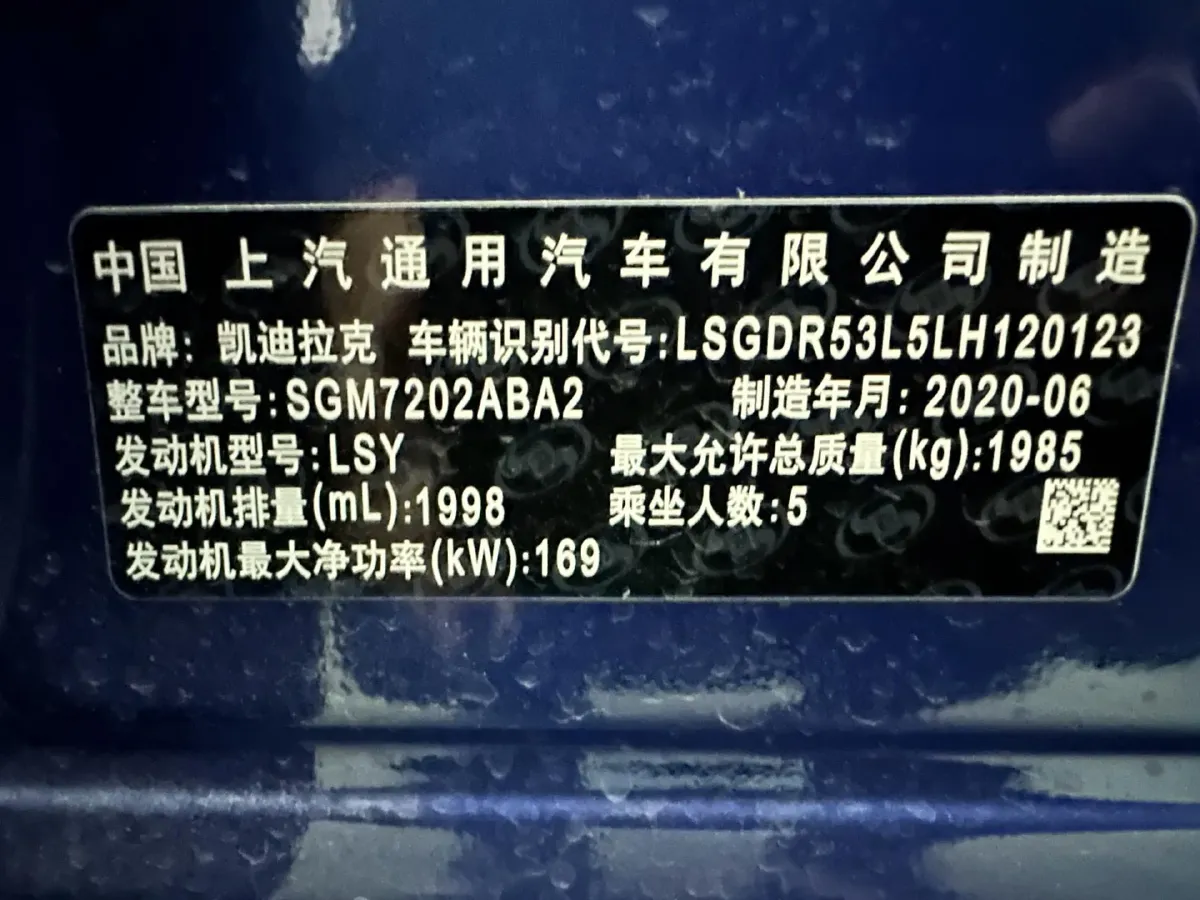 中国 上汽通用汽车有限公司制造
品牌: 凯迪拉克 车辆识别代号:LSGDR53L5LH120123
整车型号:SGM7202ABA2 制造年月: 2020-06
发动机型号:LSY 最大允许总质量(kg):1985
发动机排量(mL):1998 乘坐人数:5
发动机最大净功率(kW):169